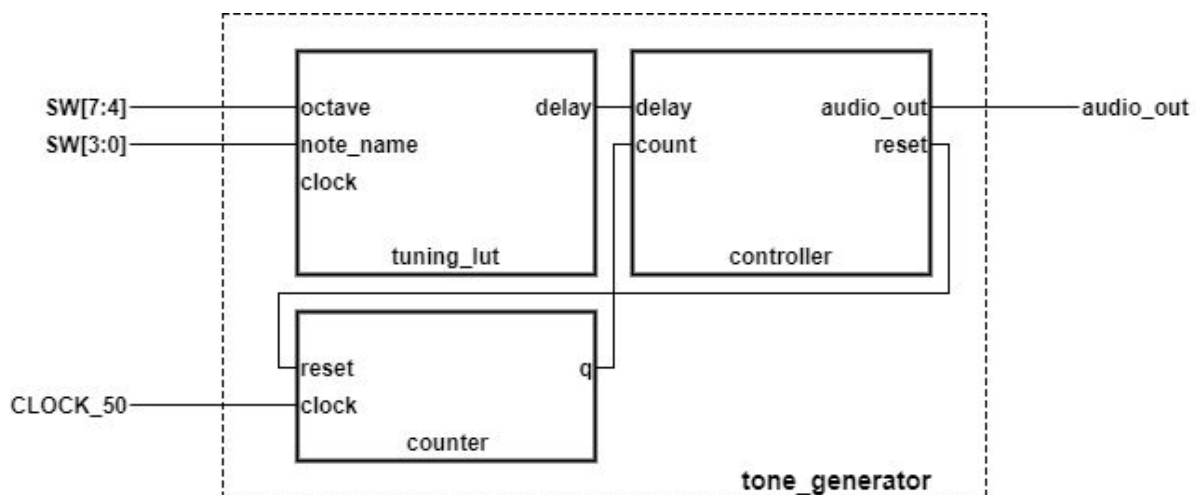 SW[7:4]
octave
delay
delay
audio_out
audio_out
SW[3:0]
note_name
count
reset
clock
tuning_lut
controller
reset
q
CLOCK_50
clock
counter
tone_generator